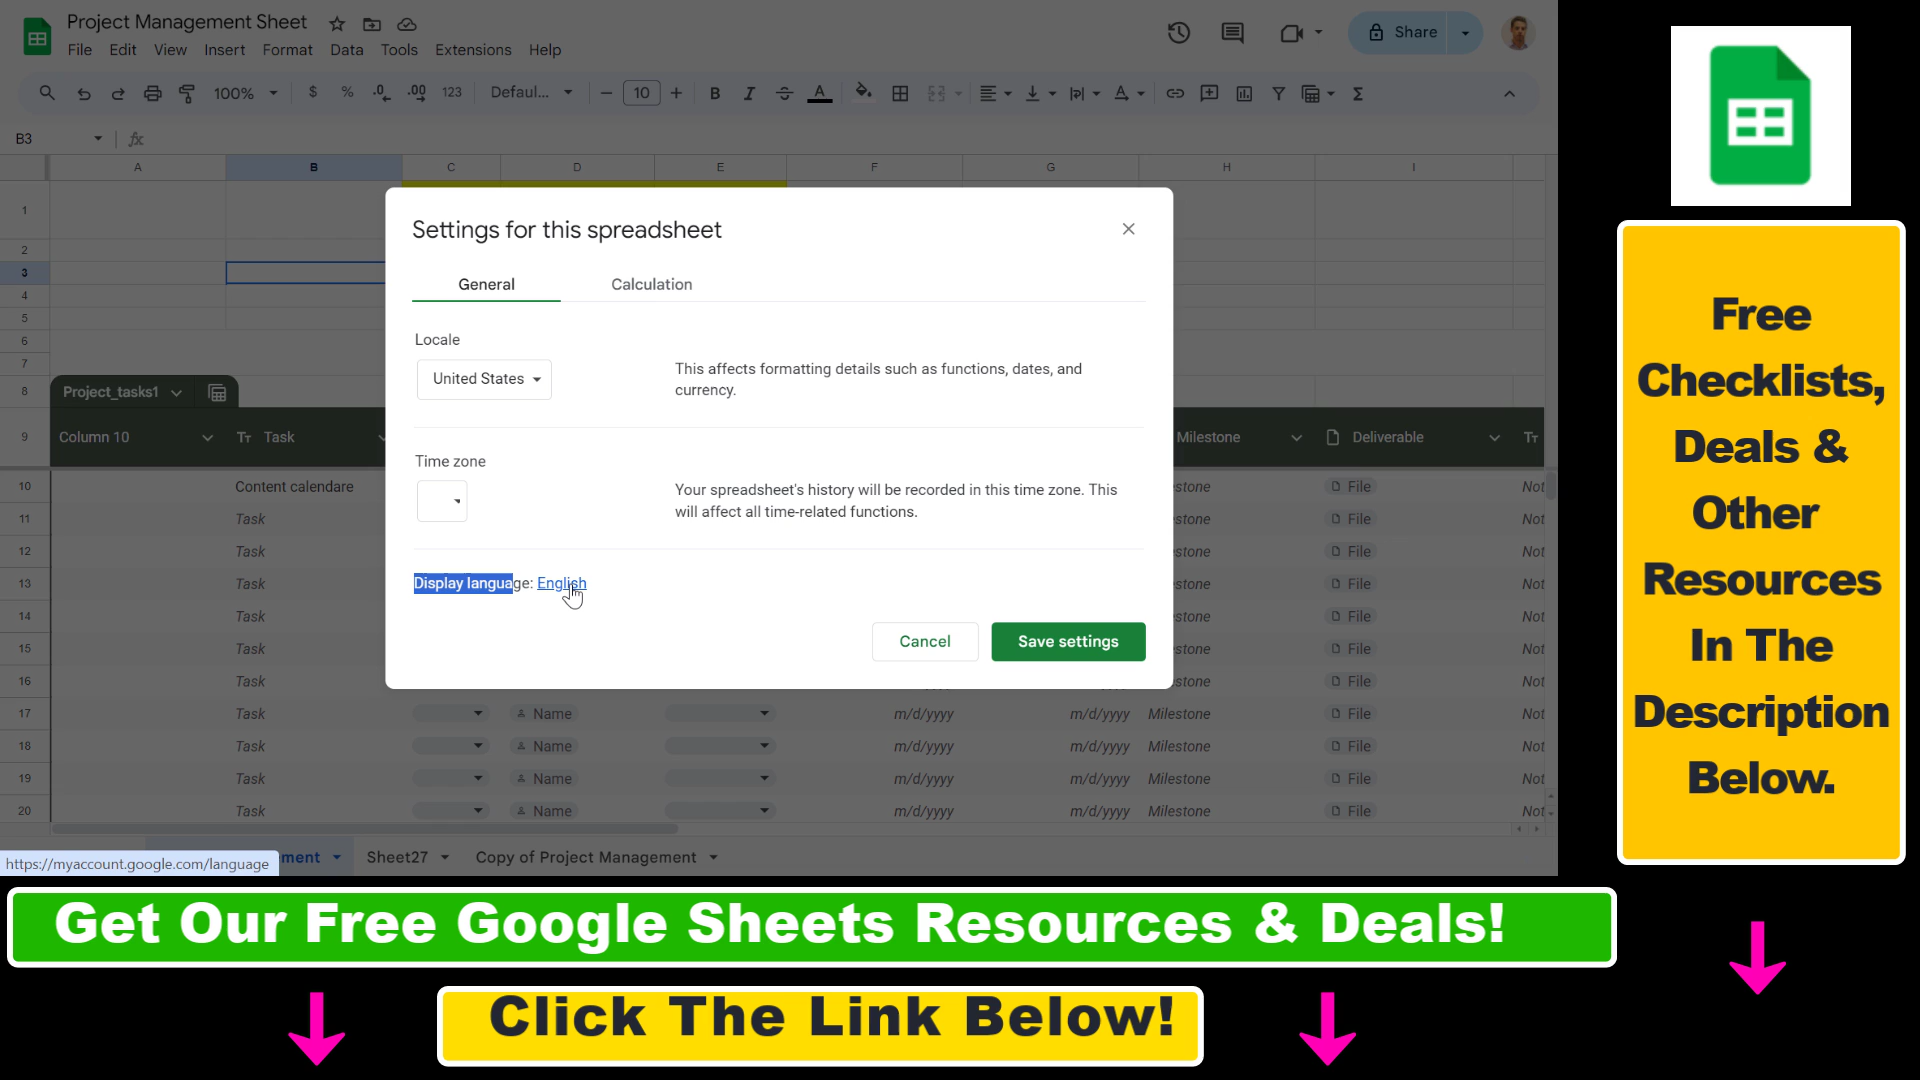 Project Management Sheet
File Edit View Insert Format Data Tools Extensions Help
Share
100% $ % .0 .00 123 Defaul... 10 B I A A Σ
B3 fx
A B C D E F G H I
1
2
3
4
5
6
7
8 Project_tasks1
9 Column 10 Tт Task Milestone Deliverable Tт
10 Content calendare stone File Not
11 Task stone File Not
12 Task stone File Not
13 Task stone File Not
14 Task stone File Not
15 Task stone File Not
16 Task stone File Not
17 Task Name m/d/yyyy m/d/yyyy Milestone File Not
18 Task Name m/d/yyyy m/d/yyyy Milestone File Not
19 Task Name m/d/yyyy m/d/yyyy Milestone File Not
20 Task Name m/d/yyyy m/d/yyyy Milestone File Not
Settings for this spreadsheet
General Calculation
Locale
United States
This affects formatting details such as functions, dates, and
currency.
Time zone
Your spreadsheet's history will be recorded in this time zone. This
will affect all time-related functions.
Display language: English
Cancel Save settings
https://myaccount.google.com/language
ment Sheet27 Copy of Project Management
Free
Checklists,
Deals &
Other
Resources
In The
Description
Below.
Get Our Free Google Sheets Resources & Deals!
Click The Link Below!